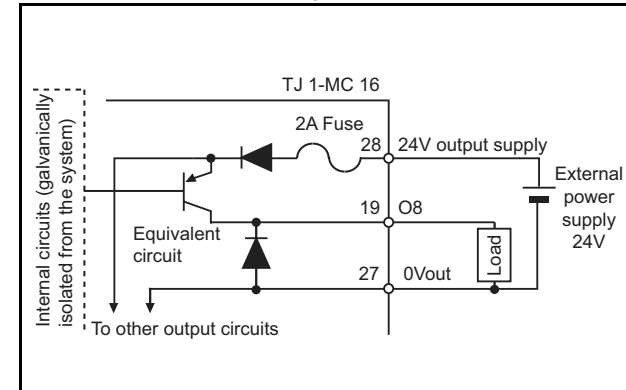 TJ 1-MC 16
Internal circuits (galvanically
isolated from the system)
2A Fuse
28
24V output supply
External
power
supply
24V
19
O8
Equivalent
circuit
Load
27
0Vout
To other output circuits